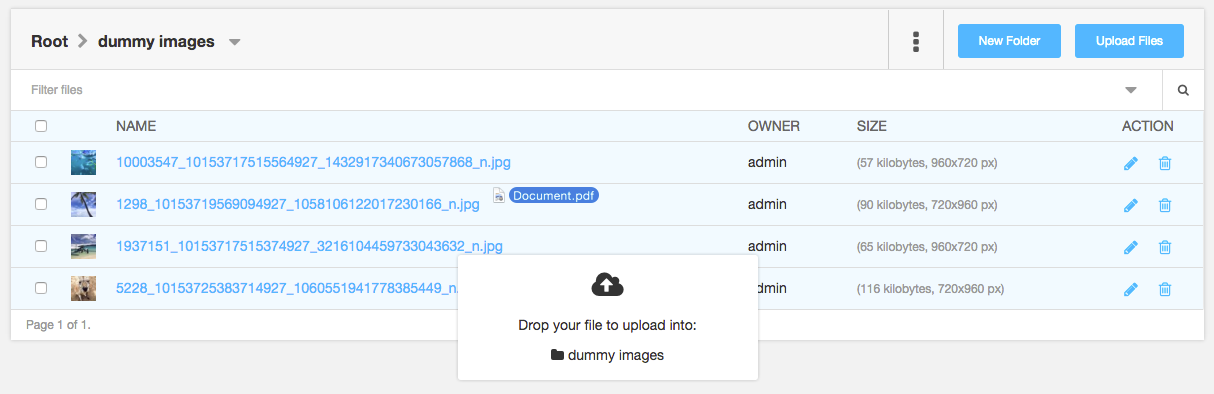 Root dummy images New Folder Upload Files
Filter files
NAME OWNER SIZE ACTION
10003547_10153717515564927_1432917340673057868_n.jpg admin (57 kilobytes, 960x720 px)
Document.pdf
1298_10153719569094927_1058106122017230166_n.jpg admin (90 kilobytes, 720x960 px)
1937151_10153717515374927_3216104459733043632_n.jpg admin (65 kilobytes, 960x720 px)
5228_10153725383714927_1060551941778385449_n. dmin (116 kilobytes, 720x960 px)
Page 1 of 1.
Drop your file to upload into:
dummy images